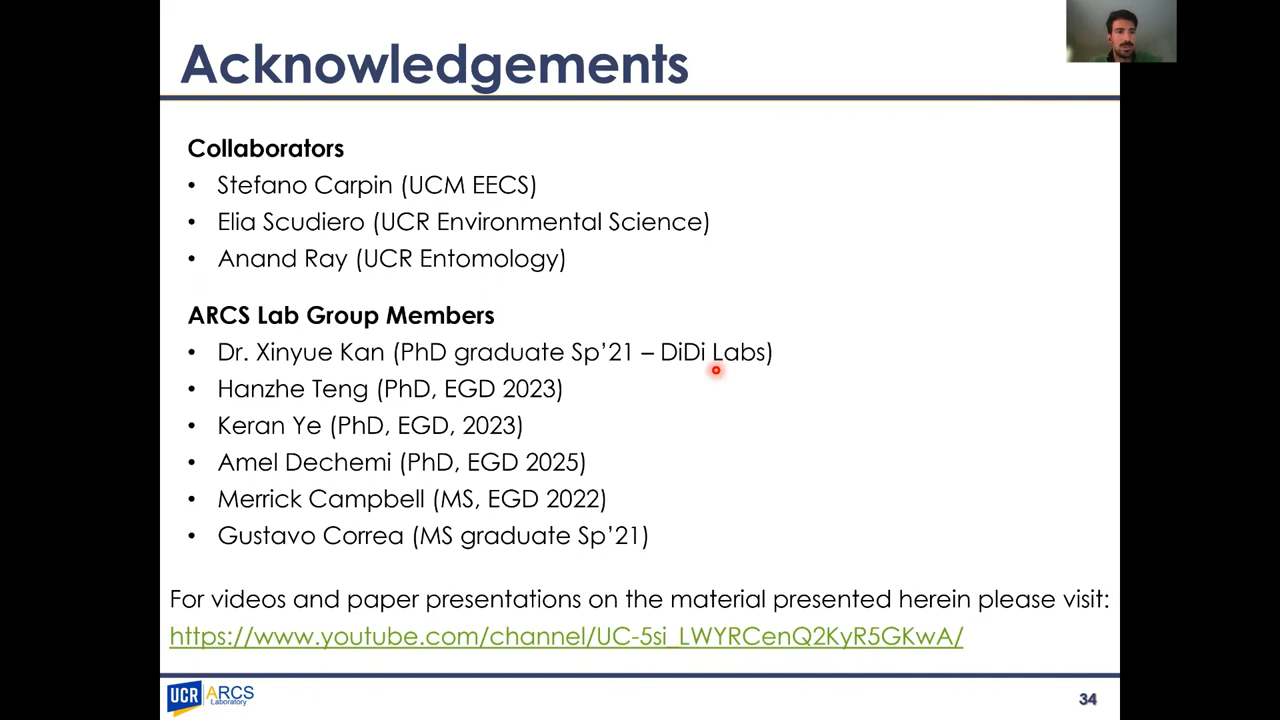 Acknowledgements
Collaborators
• Stefano Carpin (UCM EECS)
• Elia Scudiero (UCR Environmental Science)
• Anand Ray (UCR Entomology)
ARCS Lab Group Members
• Dr. Xinyue Kan (PhD graduate Sp’21 – DiDi Labs)
• Hanzhe Teng (PhD, EGD 2023)
• Keran Ye (PhD, EGD, 2023)
• Amel Dechemi (PhD, EGD 2025)
• Merrick Campbell (MS, EGD 2022)
• Gustavo Correa (MS graduate Sp’21)
For videos and paper presentations on the material presented herein please visit:
https://www.youtube.com/channel/UC-5si_LWYRCenQ2KyR5GKwA/
UCR ARCS
Laboratory
34